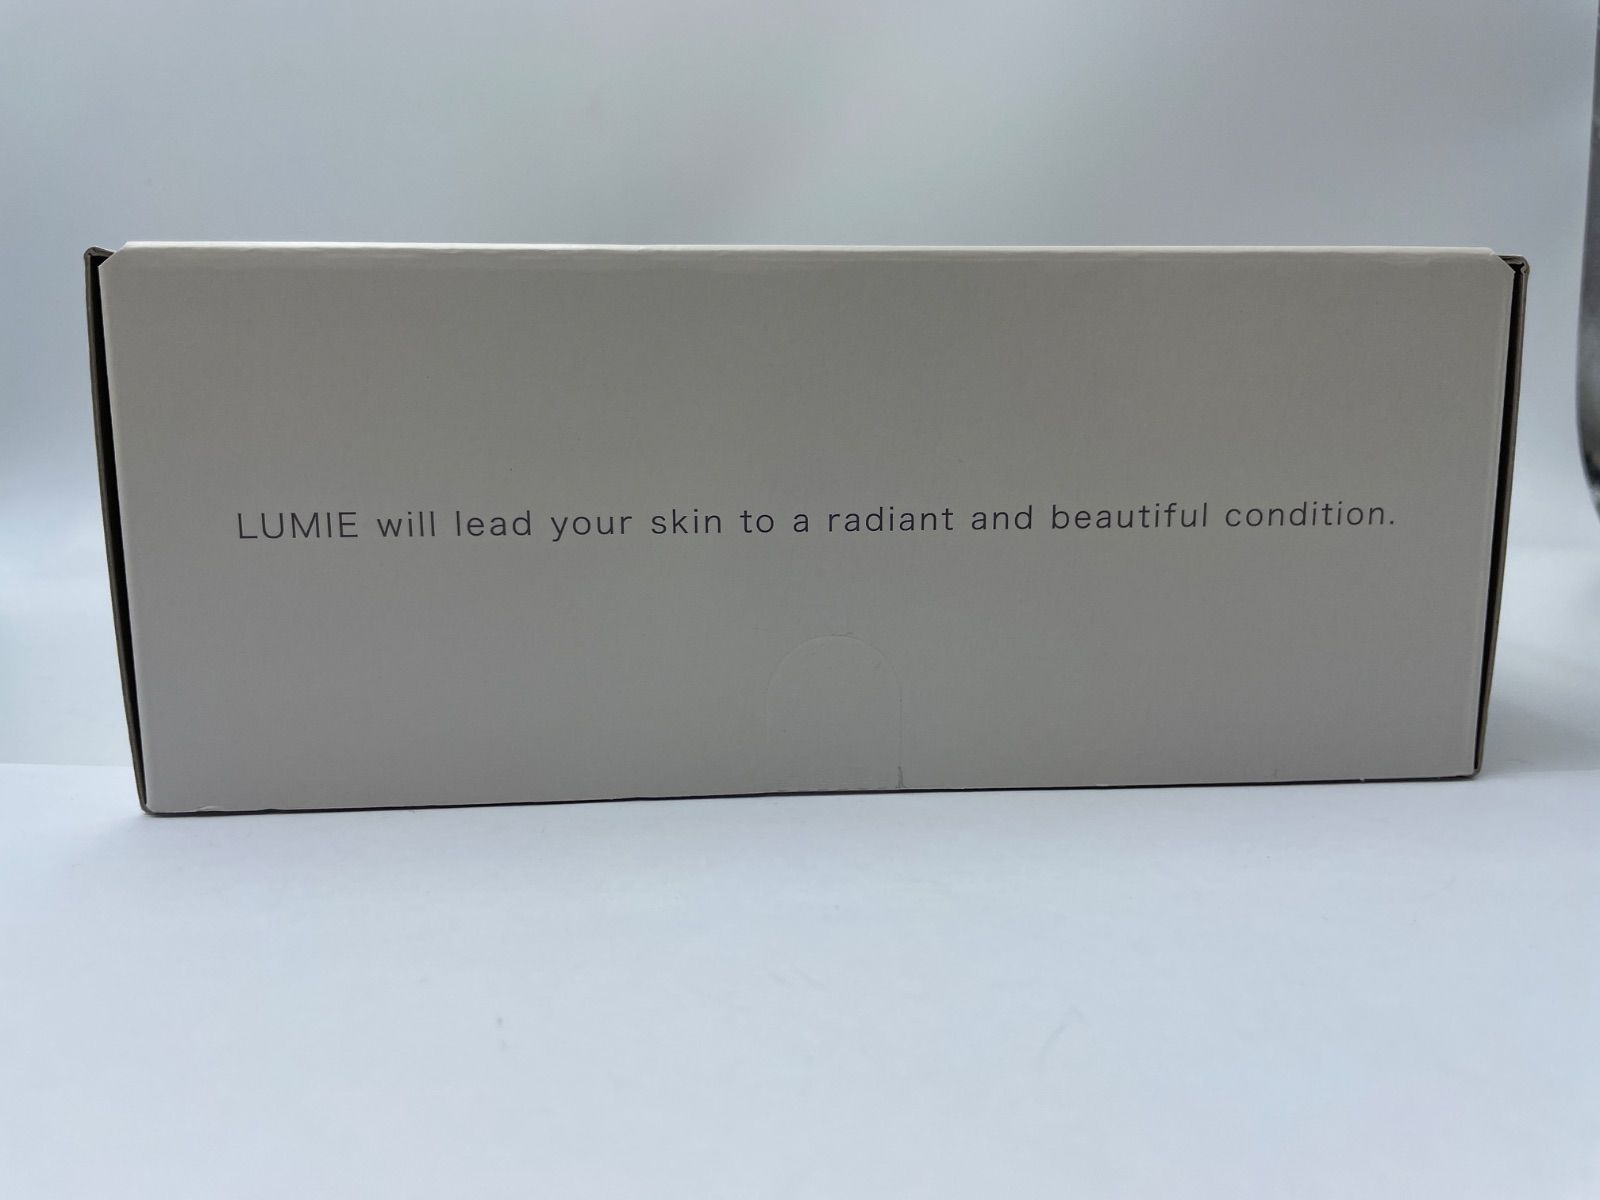 LUMIE will lead your skin to a radiant and beautiful condition.